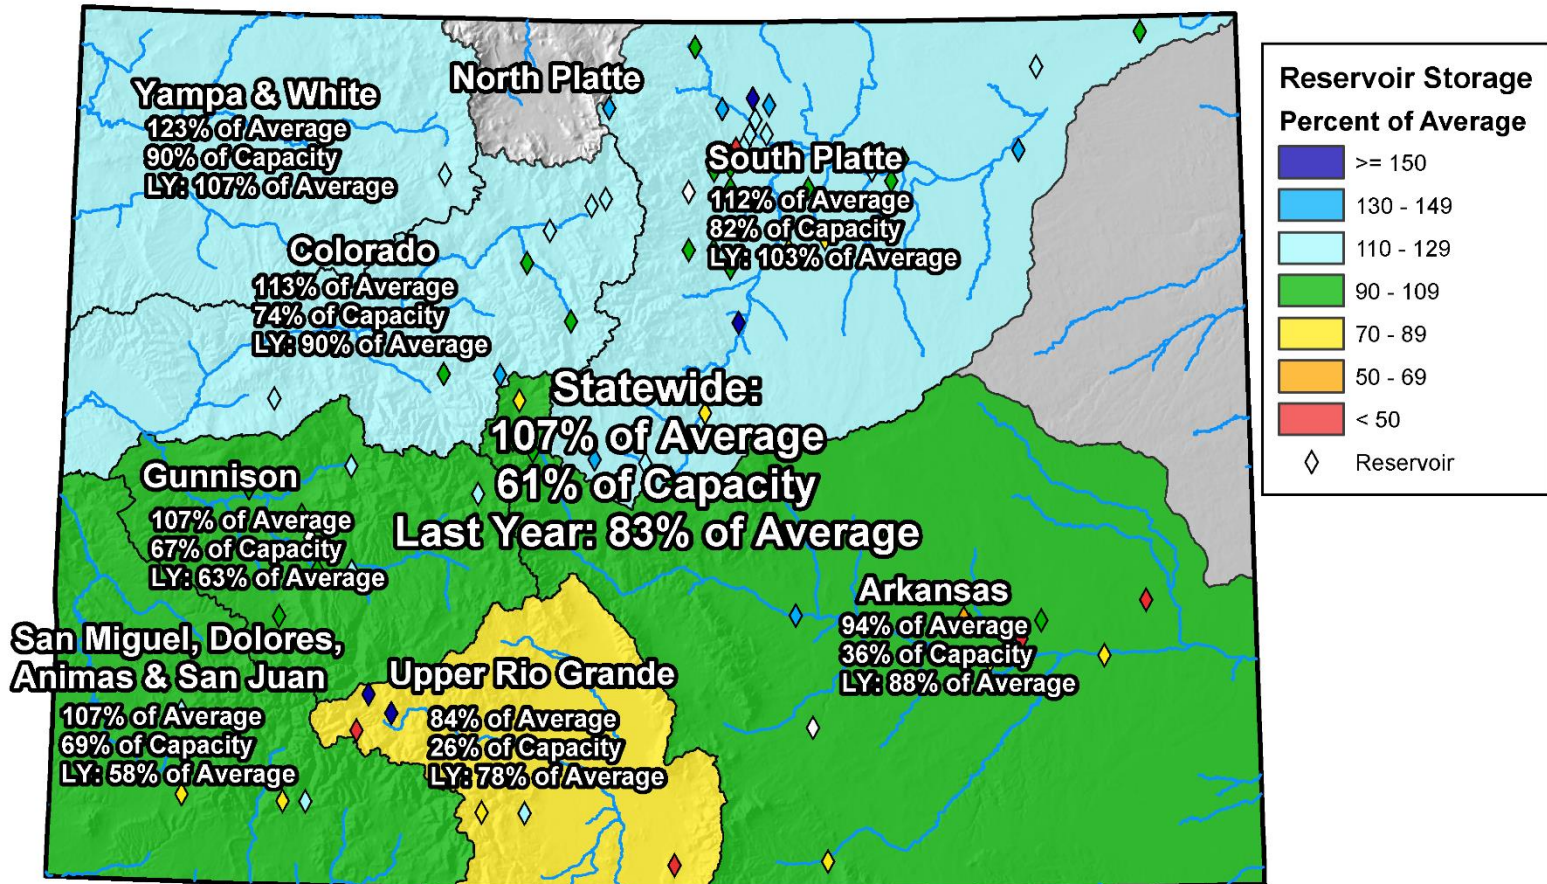 North Platte
Yampa & White
123% of Average
90% of Capacity
LY: 107% of Average
South Platte
112% of Average
82% of Capacity
LY: 103% of Average
Colorado
113% of Average
74% of Capacity
LY: 90% of Average
Statewide:
107% of Average
61% of Capacity
Last Year: 83% of Average
Gunnison
107% of Average
67% of Capacity
LY: 63% of Average
Arkansas
94% of Average
36% of Capacity
LY: 88% of Average
San Miguel, Dolores,
Animas & San Juan
107% of Average
69% of Capacity
LY: 58% of Average
Upper Rio Grande
84% of Average
26% of Capacity
LY: 78% of Average
Reservoir Storage
Percent of Average
>= 150
130 - 149
110 - 129
90 - 109
70 - 89
50 - 69
< 50
Reservoir